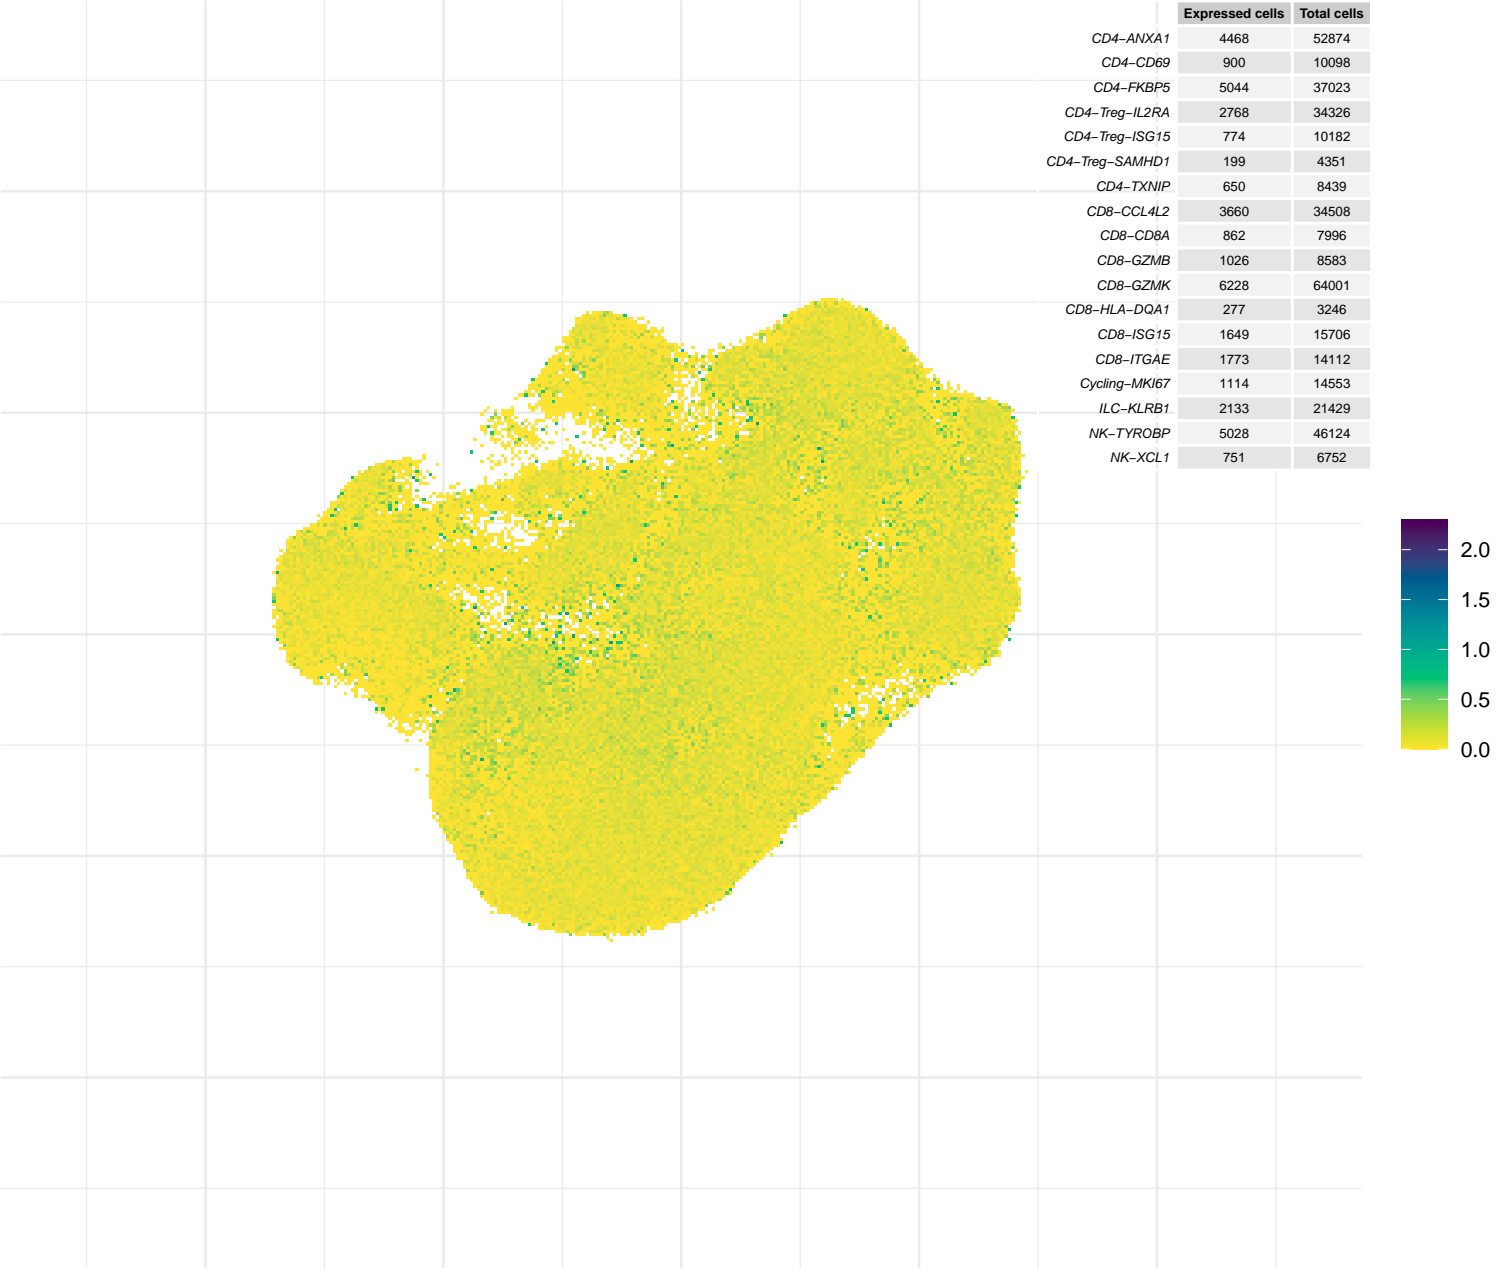 Expressed cells Total cells
CD4−ANXA1 4468 52874
CD4−CD69 900 10098
CD4−FKBP5 5044 37023
CD4−Treg−IL2RA 2768 34326
CD4−Treg−ISG15 774 10182
CD4−Treg−SAMHD1 199 4351
CD4−TXNIP 650 8439
CD8−CCL4L2 3660 34508
CD8−CD8A 862 7996
CD8−GZMB 1026 8583
CD8−GZMK 6228 64001
CD8−HLA−DQA1 277 3246
CD8−ISG15 1649 15706
CD8−ITGAE 1773 14112
Cycling−MKI67 1114 14553
ILC−KLRB1 2133 21429
NK−TYROBP 5028 46124
NK−XCL1 751 6752
2.0
1.5
1.0
0.5
0.0